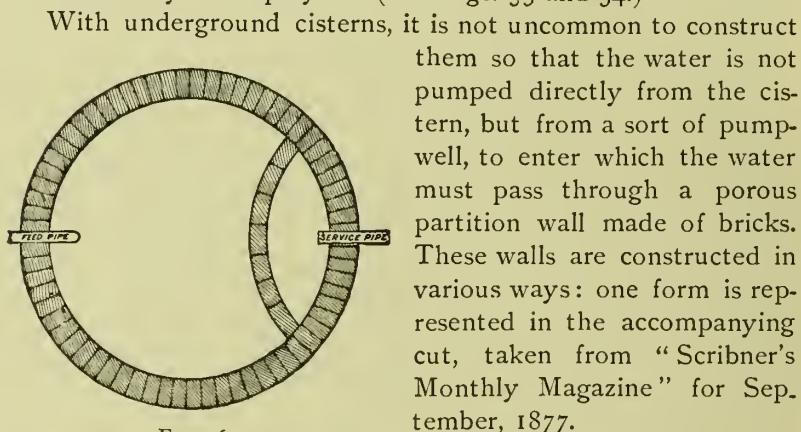 With underground cisterns, it is not uncommon to construct
them so that the water is not
pumped directly from the cis-
tern, but from a sort of pump-
well, to enter which the water
must pass through a porous
partition wall made of bricks.
These walls are constructed in
various ways: one form is rep-
resented in the accompanying
cut, taken from "Scribner's
Monthly Magazine" for Sep-
tember, 1877.
FEED PIPE
SERVICE PIPE